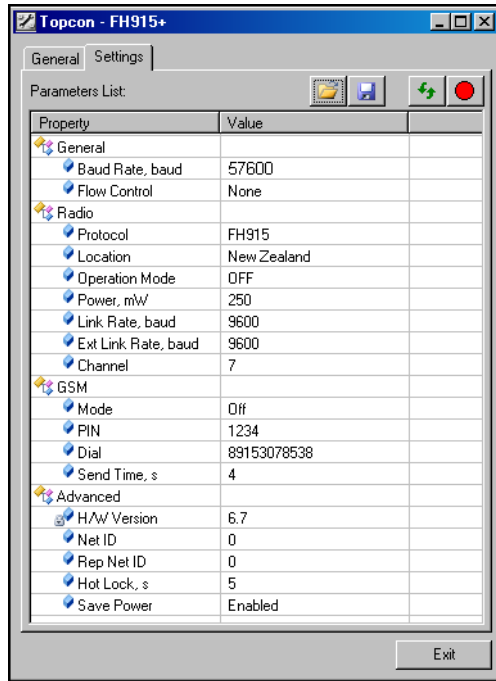 Topcon - FH915+
General Settings
Parameters List:
Property Value
General
Baud Rate, baud 57600
Flow Control None
Radio
Protocol FH915
Location New Zealand
Operation Mode OFF
Power, mW 250
Link Rate, baud 9600
Ext Link Rate, baud 9600
Channel 7
GSM
Mode Off
PIN 1234
Dial 89153078538
Send Time, s 4
Advanced
H/W Version 6.7
Net ID 0
Rep Net ID 0
Hot Lock, s 5
Save Power Enabled
Exit